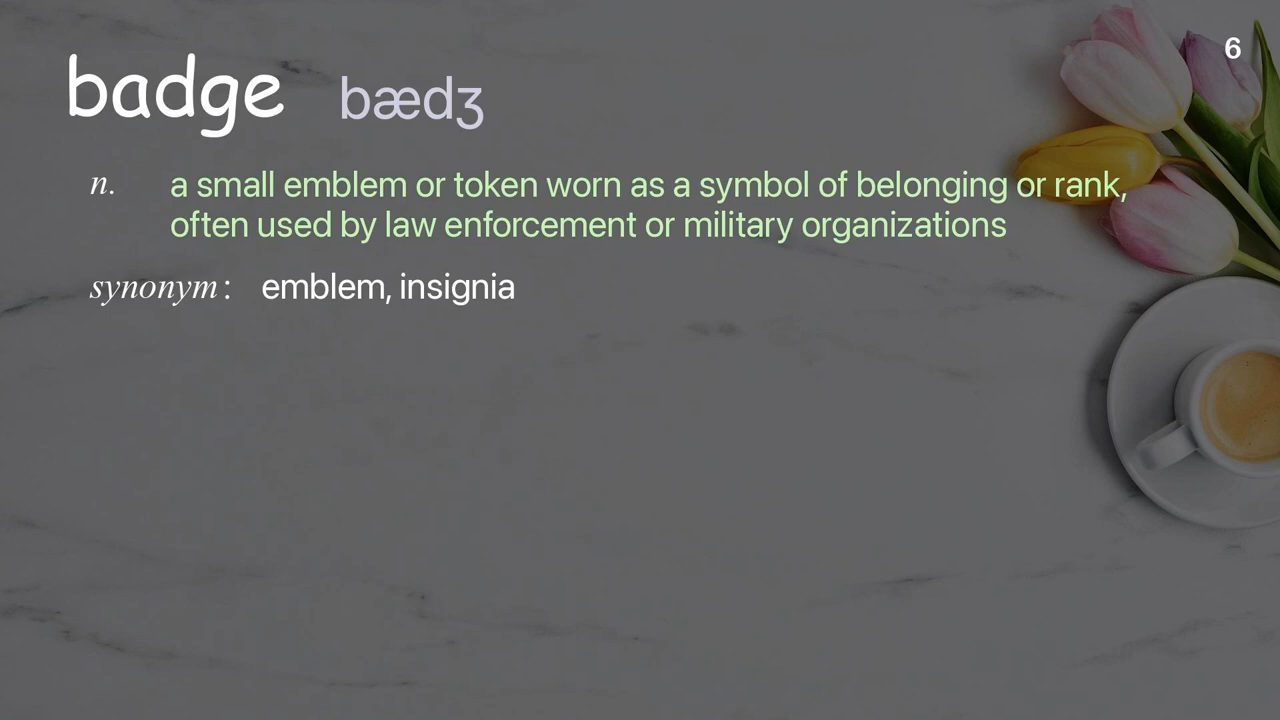 6
badge bædʒ
n. a small emblem or token worn as a symbol of belonging or rank,
often used by law enforcement or military organizations
synonym : emblem, insignia